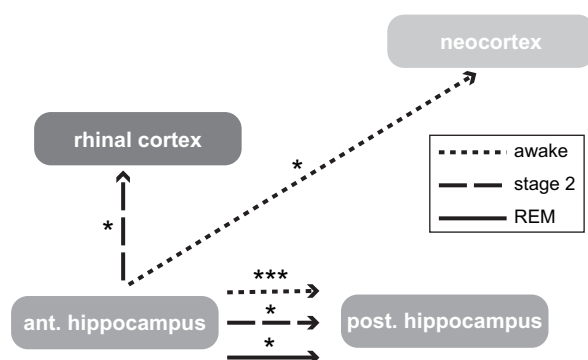 neocortex
rhinal cortex
*
*
awake
stage 2
REM
***
*
*
ant. hippocampus
post. hippocampus